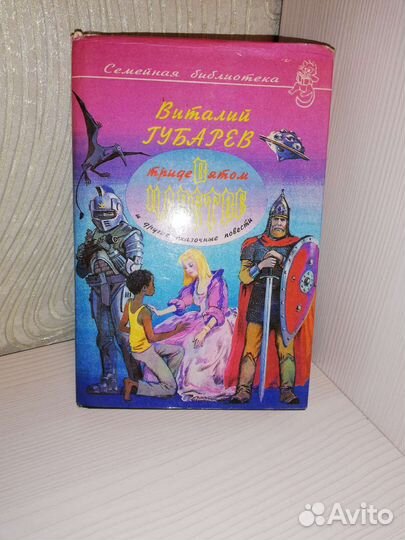 Семейная библиотека
Виталий
ГУБАРЕВ
тридевятом
ЦАРСТВЕ
и другие сказочные повести
Avito